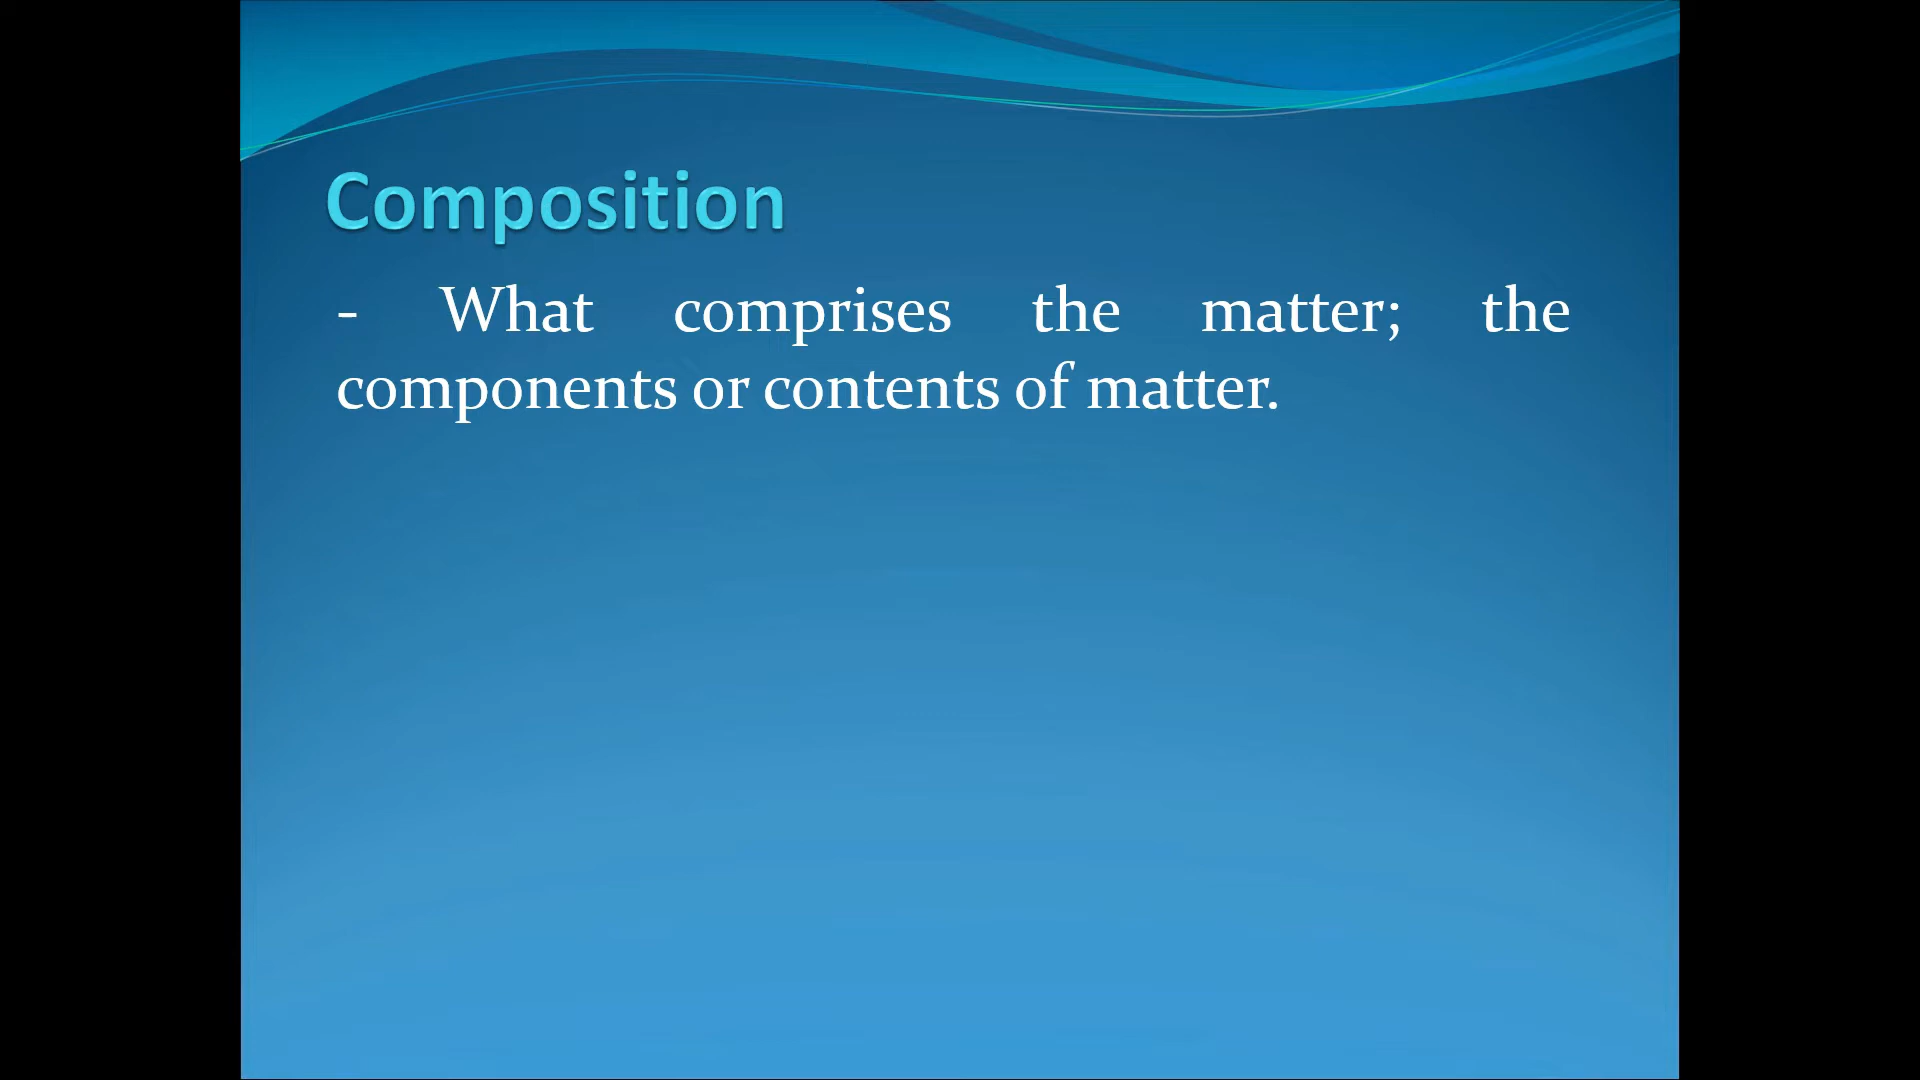 Composition
- What comprises the matter; the
components or contents of matter.